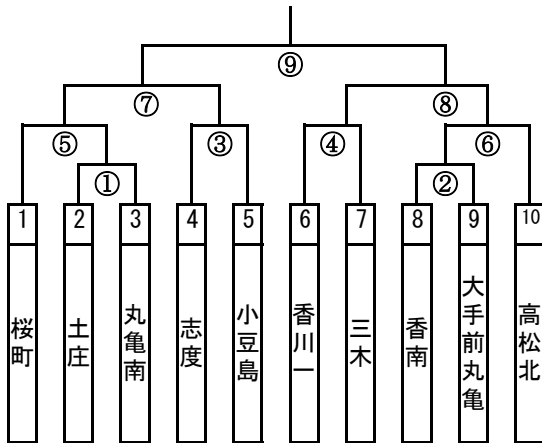 ⑨
⑦ ⑧
⑤ ③ ④ ⑥
① ②
1 2 3 4 5 6 7 8 9 10
桜町
土庄
丸亀南
志度
小豆島
香川一
三木
香南
大手前丸亀
高松北